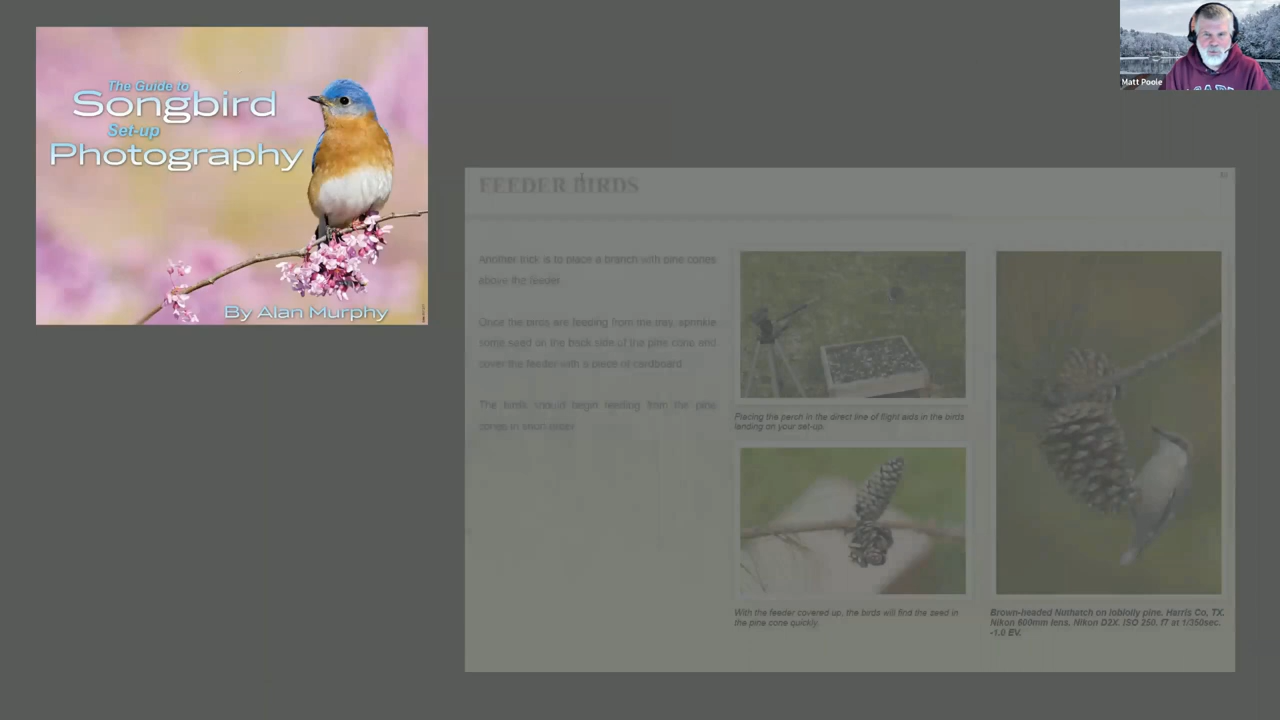 The Guide to
Songbird
Set-up
Photography
By Alan Murphy
Matt Poole
FEEDER BIRDS
Another trick is to place a branch with pine cones
above the feeder.
Once the birds are feeding from the tray, sprinkle
some seed on the back side of the pine cone and
cover the feeder with a piece of cardboard.
The birds should begin feeding from the pine
cones in short order.
Placing the perch in the direct line of flight aids in the birds
landing on your set-up.
With the feeder covered up, the birds will find the seed in
the pine cone quickly.
Brown-headed Nuthatch on loblolly pine, Harris Co, TX.
Nikon 600mm lens, Nikon D2X, ISO 250, f7 at 1/350sec,
-1.0 EV.